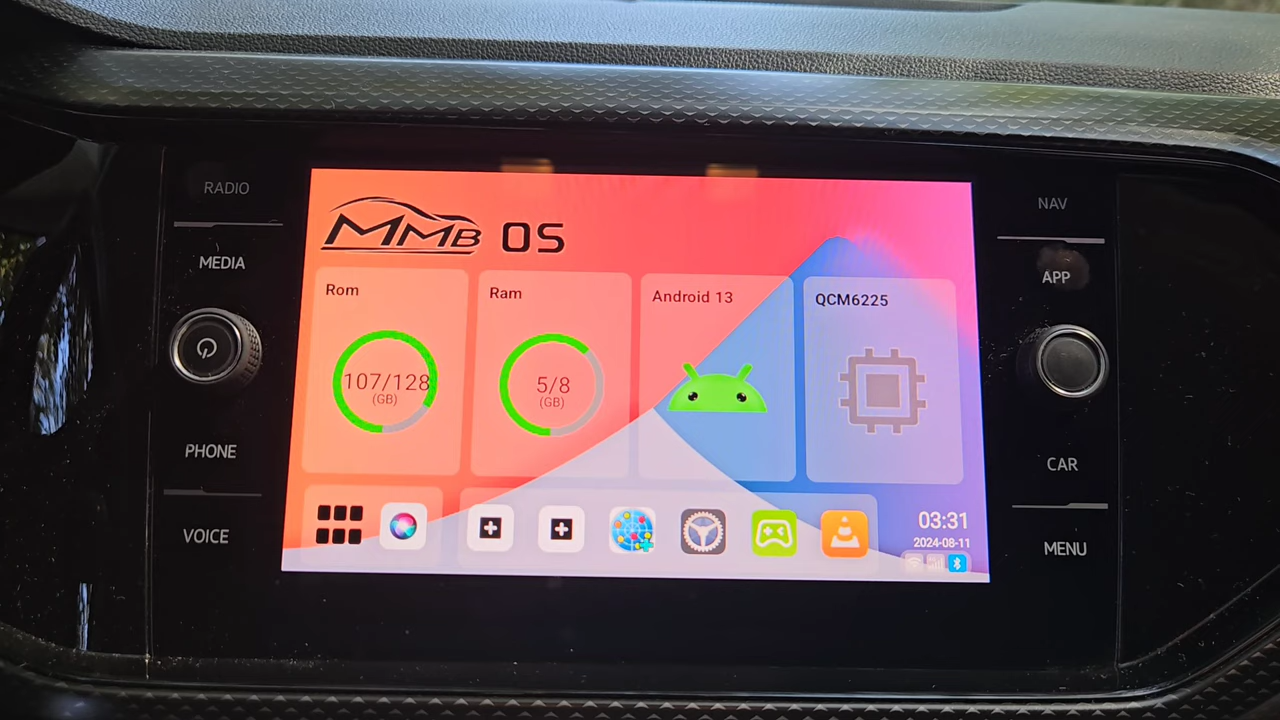 RADIO
MEDIA
PHONE
VOICE
MMB OS
Rom
107/128
(GB)
Ram
5/8
(GB)
Android 13
QCM6225
03:31
2024-08-11
NAV
APP
CAR
MENU